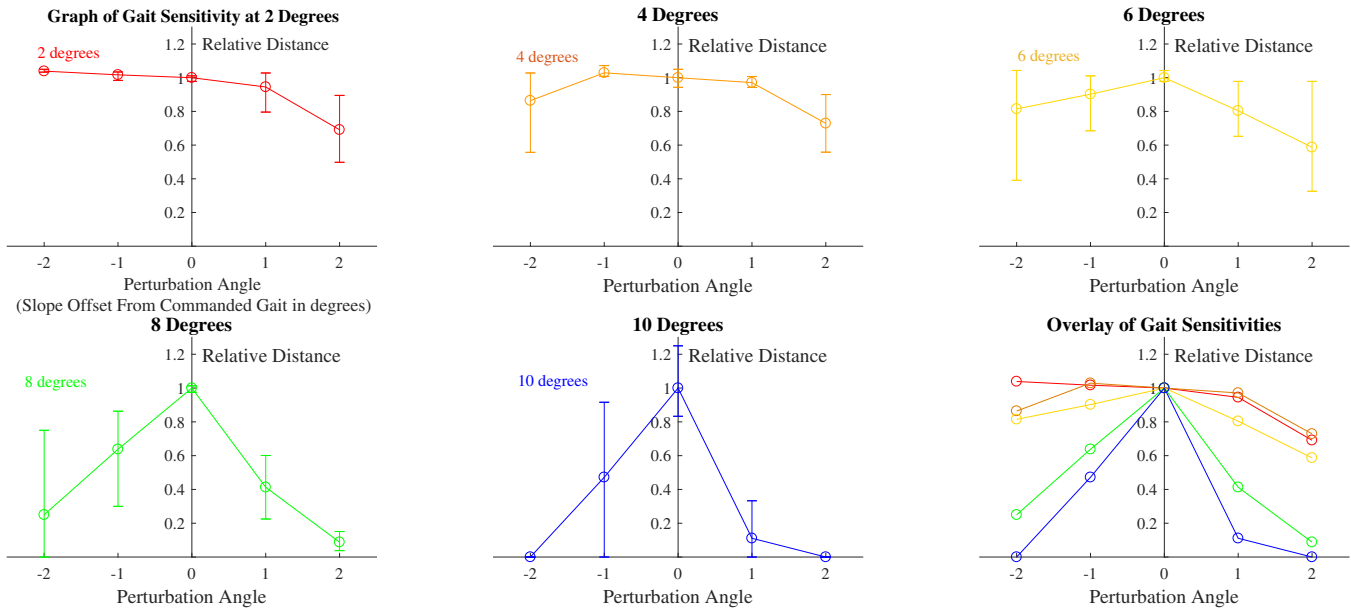 Graph of Gait Sensitivity at 2 Degrees
2 degrees
Relative Distance
1.2
1
0.8
0.6
0.4
0.2
-2 -1 0 1 2
Perturbation Angle
(Slope Offset From Commanded Gait in degrees)
4 Degrees
4 degrees
Relative Distance
1.2
1
0.8
0.6
0.4
0.2
-2 -1 0 1 2
Perturbation Angle
6 Degrees
6 degrees
Relative Distance
1.2
1
0.8
0.6
0.4
0.2
-2 -1 0 1 2
Perturbation Angle
8 Degrees
8 degrees
Relative Distance
1.2
1
0.8
0.6
0.4
0.2
-2 -1 0 1 2
Perturbation Angle
10 Degrees
10 degrees
Relative Distance
1.2
1
0.8
0.6
0.4
0.2
-2 -1 0 1 2
Perturbation Angle
Overlay of Gait Sensitivities
Relative Distance
1.2
1
0.8
0.6
0.4
0.2
-2 -1 0 1 2
Perturbation Angle